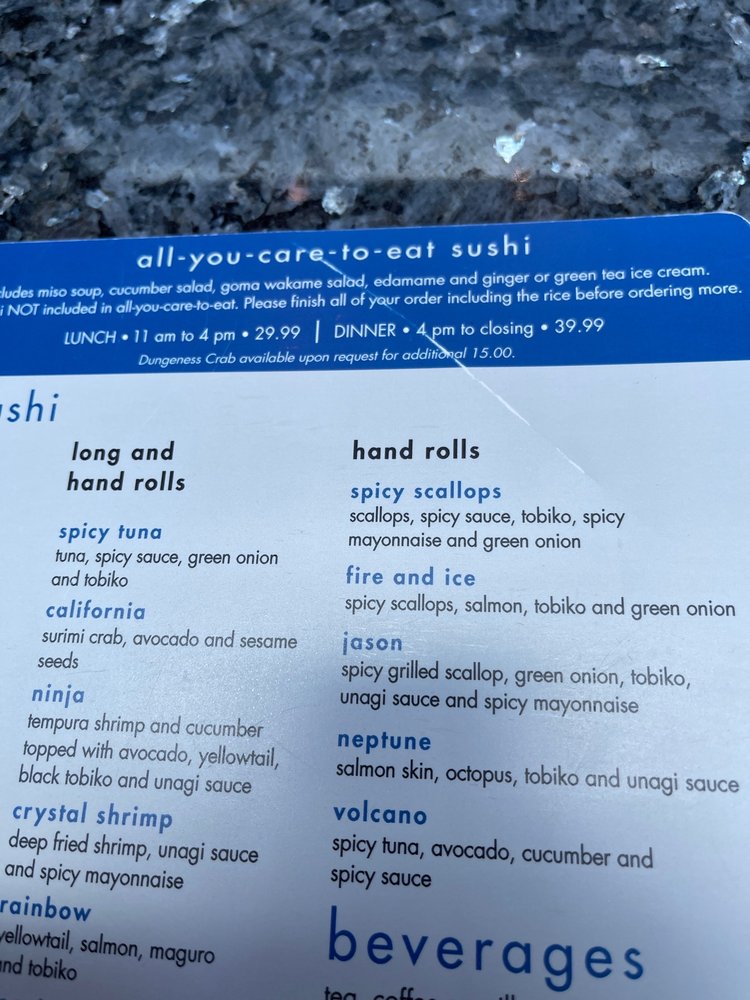 all-you-care-to-eat sushi
miso soup, cucumber salad, goma wakame salad, edamame and ginger or green tea ice cream.
NOT included in all-you-care-to-eat. Please finish all of your order including the rice before ordering more.
LUNCH • 11 am to 4 pm • 29.99 | DINNER • 4 pm to closing • 39.99
Dungeness Crab available upon request for additional 15.00.
long and
hand rolls
spicy tuna
tuna, spicy sauce, green onion
and tobiko
california
surimi crab, avocado and sesame
seeds
ninja
tempura shrimp and cucumber
topped with avocado, yellowtail,
black tobiko and unagi sauce
crystal shrimp
deep fried shrimp, unagi sauce
and spicy mayonnaise
rainbow
yellowtail, salmon, maguro
and tobiko
hand rolls
spicy scallops
scallops, spicy sauce, tobiko, spicy
mayonnaise and green onion
fire and ice
spicy scallops, salmon, tobiko and green onion
jason
spicy grilled scallop, green onion, tobiko,
unagi sauce and spicy mayonnaise
neptune
salmon skin, octopus, tobiko and unagi sauce
volcano
spicy tuna, avocado, cucumber and
spicy sauce
beverages
tea, coffee